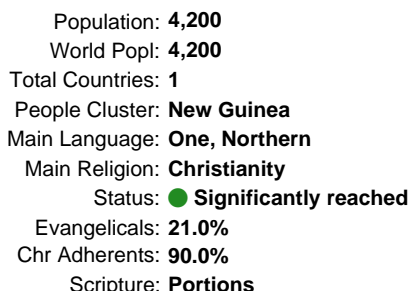 Population: 4,200
World Popl: 4,200
Total Countries: 1
People Cluster: New Guinea
Main Language: One, Northern
Main Religion: Christianity
Status: Significantly reached
Evangelicals: 21.0%
Chr Adherents: 90.0%
Scripture: Portions